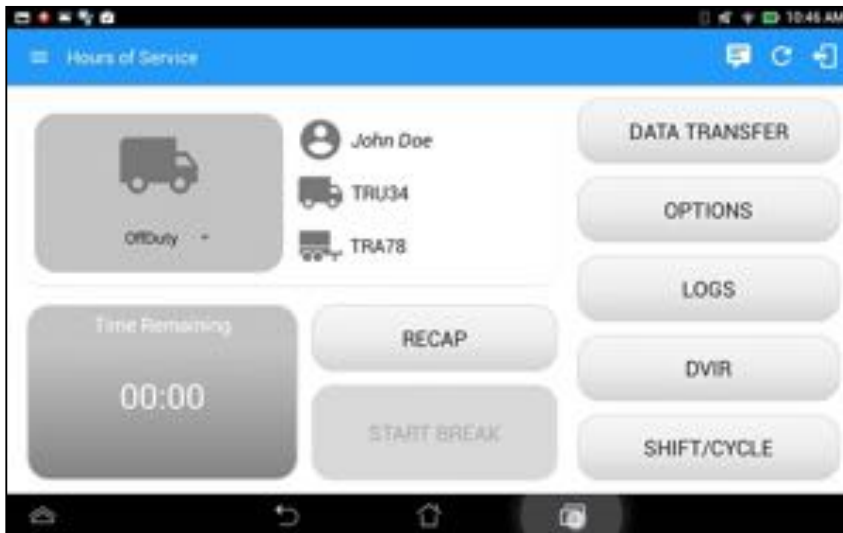 10:46 AM
Hours of Service
John Doe
TRU34
OffDuty
TRA78
Time Remaining
00:00
RECAP
START BREAK
DATA TRANSFER
OPTIONS
LOGS
DVIR
SHIFT/CYCLE